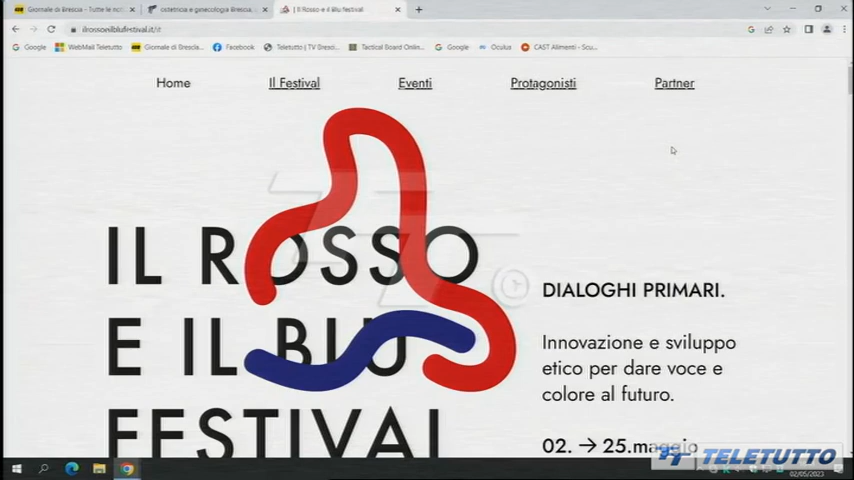 Giornale di Brescia - Tutte le not
ostetricia e ginecologia Brescia,
Il Rosso e il Blu festival
ilrossoeilblufestival.it/it
Google
WebMail Teletutto
Giornale di Brescia...
Facebook
Teletutto (TV Bresci...
Tactical Board Onlin...
Google
Oculus
CAST Alimenti - Scu...
Home
Il Festival
Eventi
Protagonisti
Partner
IL ROSSO
E IL BLU
FESTIVAL
DIALOGHI PRIMARI.
Innovazione e sviluppo
etico per dare voce e
colore al futuro.
02. → 25.maggio
TT TELETUTTO
02/05/2023